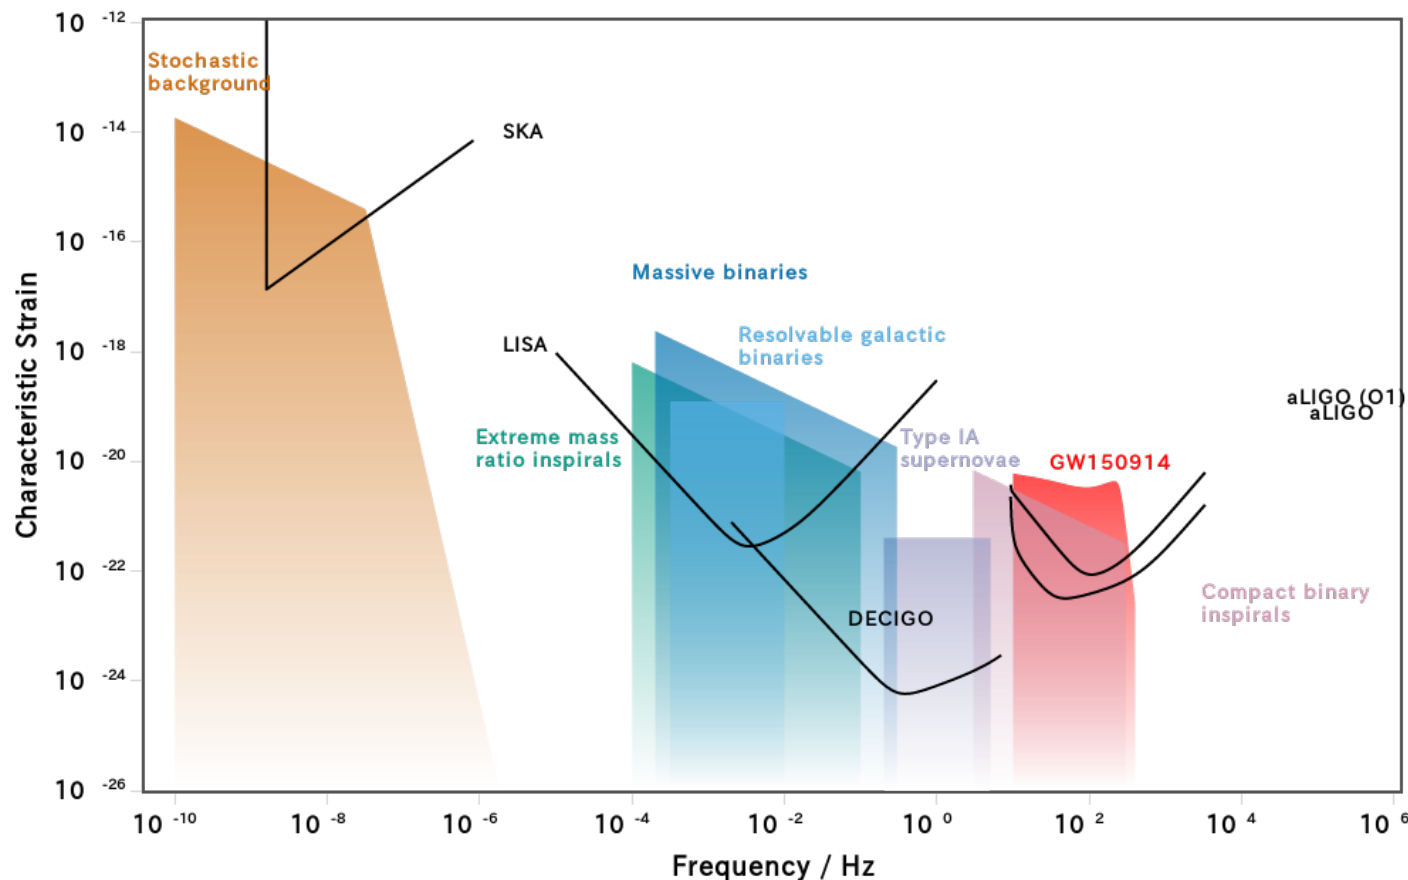 10 -12
Stochastic
background
10 -14
SKA
10 -16
Massive binaries
Resolvable galactic
binaries
LISA
10 -18
aLIGO (O1)
aLIGO
Extreme mass
ratio inspirals
Type IA
supernovae
GW150914
10 -20
10 -22
Compact binary
inspirals
DECIGO
10 -24
10 -26
Characteristic Strain
10 -10 10 -8 10 -6 10 -4 10 -2 10 0 10 2 10 4 10 6
Frequency / Hz